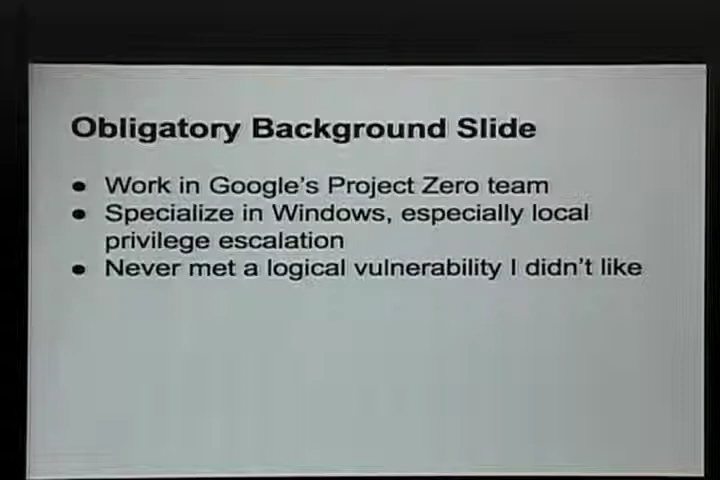 Obligatory Background Slide
● Work in Google's Project Zero team
● Specialize in Windows, especially local
privilege escalation
● Never met a logical vulnerability I didn't like